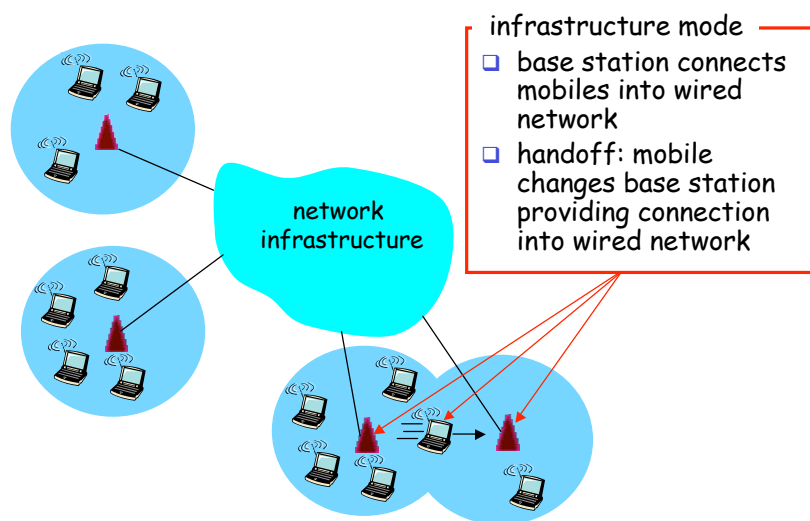 infrastructure mode
base station connects
mobiles into wired
network
handoff: mobile
changes base station
providing connection
into wired network
network
infrastructure